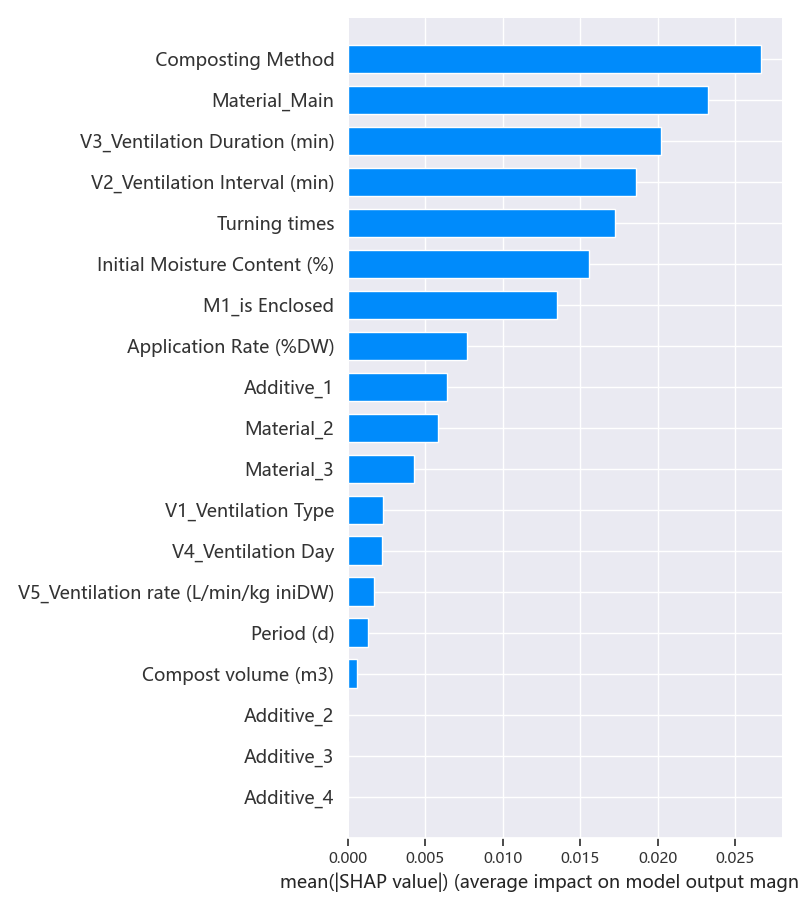 Composting Method
Material_Main
V3_Ventilation Duration (min)
V2_Ventilation Interval (min)
Turning times
Initial Moisture Content (%)
M1_is Enclosed
Application Rate (%DW)
Additive_1
Material_2
Material_3
V1_Ventilation Type
V4_Ventilation Day
V5_Ventilation rate (L/min/kg iniDW)
Period (d)
Compost volume (m3)
Additive_2
Additive_3
Additive_4
0.000 0.005 0.010 0.015 0.020 0.025
mean(|SHAP value|) (average impact on model output magn